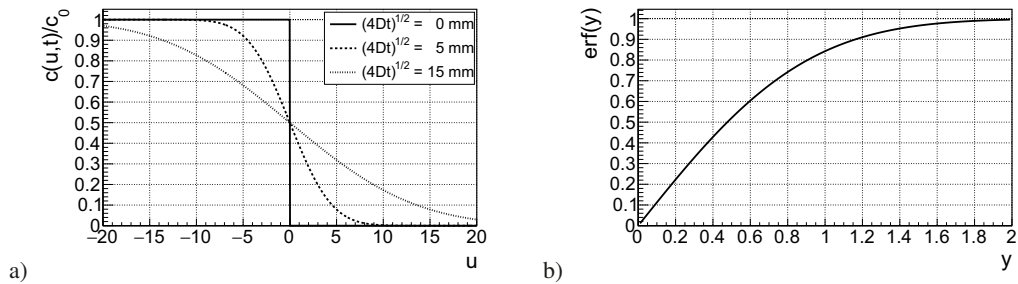 c(u,t)/c₀
1
0.9
0.8
0.7
0.6
0.5
0.4
0.3
0.2
0.1
0
−20 −15 −10 −5 0 5 10 15 20
u
(4Dt)^1/2 = 0 mm
(4Dt)^1/2 = 5 mm
(4Dt)^1/2 = 15 mm
a)
erf(y)
1
0.9
0.8
0.7
0.6
0.5
0.4
0.3
0.2
0.1
0
0 0.2 0.4 0.6 0.8 1 1.2 1.4 1.6 1.8 2
y
b)